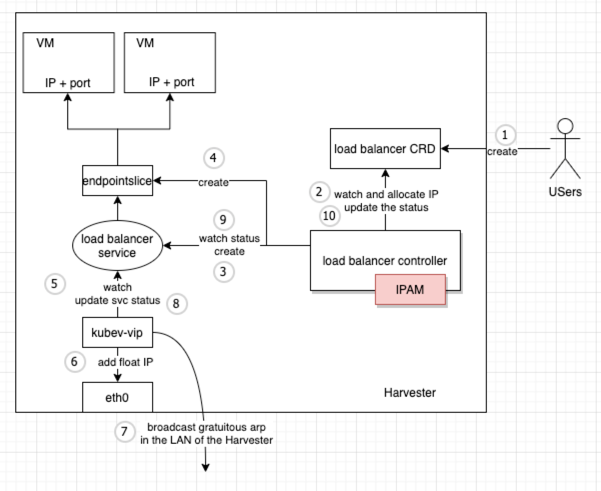 VM
VM
IP + port
IP + port
1
create
load balancer CRD
USers
4
create
endpointslice
2
watch and allocate IP
10
update the status
9
watch status
create
3
load balancer
service
load balancer controller
IPAM
5
watch
update svc status
8
kubev-vip
6
add float IP
eth0
Harvester
7
broadcast gratuitous arp
in the LAN of the Harvester